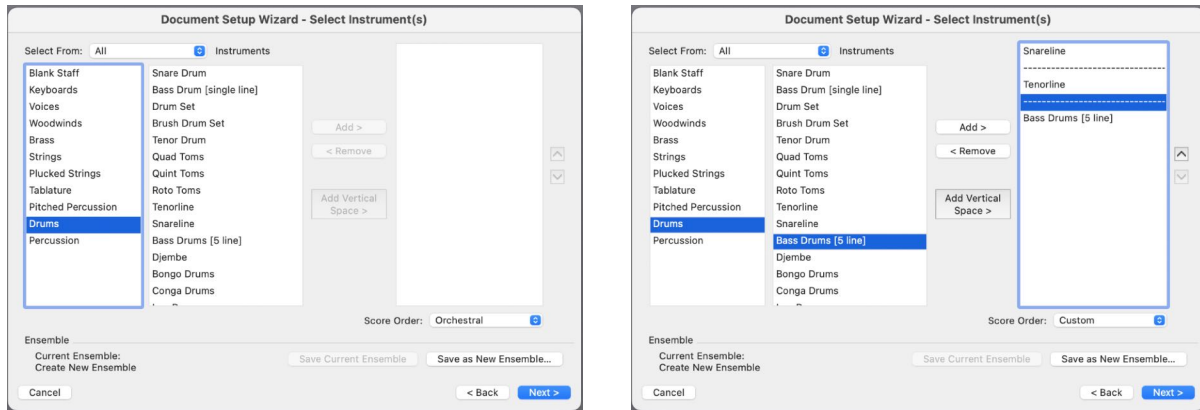 Document Setup Wizard - Select Instrument(s)
Select From: All Instruments
Blank Staff
Keyboards
Voices
Woodwinds
Brass
Strings
Plucked Strings
Tablature
Pitched Percussion
Drums
Percussion
Snare Drum
Bass Drum [single line]
Drum Set
Brush Drum Set
Tenor Drum
Quad Toms
Quint Toms
Roto Toms
Tenorline
Snareline
Bass Drums [5 line]
Djembe
Bongo Drums
Conga Drums
Add >
< Remove
Add Vertical
Space >
Score Order: Orchestral
Ensemble
Current Ensemble:
Create New Ensemble
Save Current Ensemble
Save as New Ensemble...
Cancel
< Back
Next >
Document Setup Wizard - Select Instrument(s)
Select From: All Instruments
Blank Staff
Keyboards
Voices
Woodwinds
Brass
Strings
Plucked Strings
Tablature
Pitched Percussion
Drums
Percussion
Snare Drum
Bass Drum [single line]
Drum Set
Brush Drum Set
Tenor Drum
Quad Toms
Quint Toms
Roto Toms
Tenorline
Snareline
Bass Drums [5 line]
Djembe
Bongo Drums
Conga Drums
Add >
< Remove
Add Vertical
Space >
Snareline
------------------------------
Tenorline
------------------------------
Bass Drums [5 line]
Score Order: Custom
Ensemble
Current Ensemble:
Create New Ensemble
Save Current Ensemble
Save as New Ensemble...
Cancel
< Back
Next >